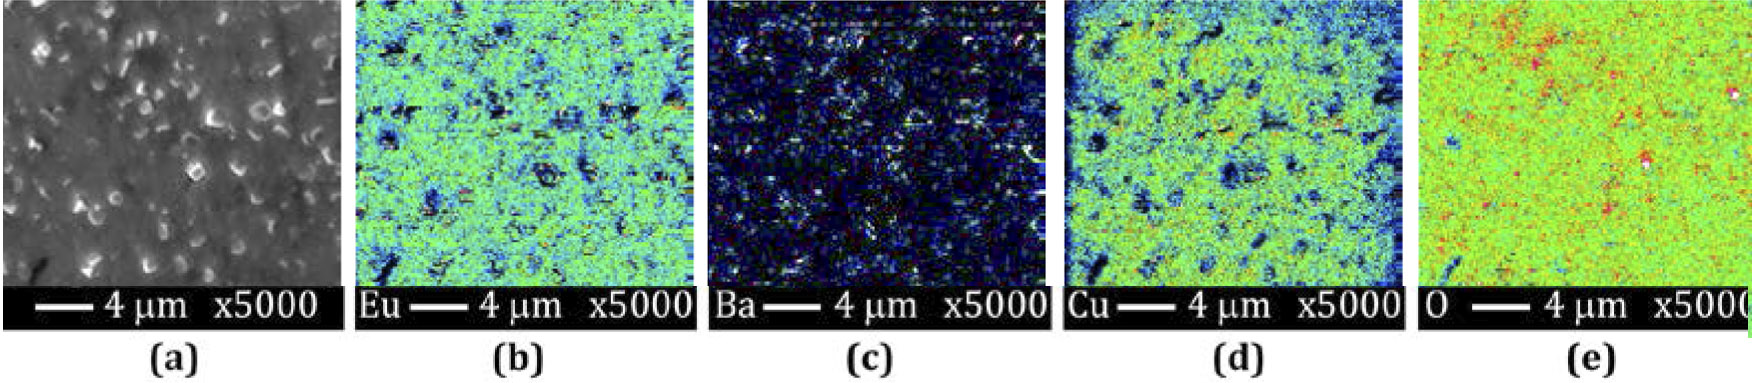 4 μm x5000
Eu 4 μm x5000
Ba 4 μm x5000
Cu 4 μm x5000
O 4 μm x5000
(a) (b) (c) (d) (e)